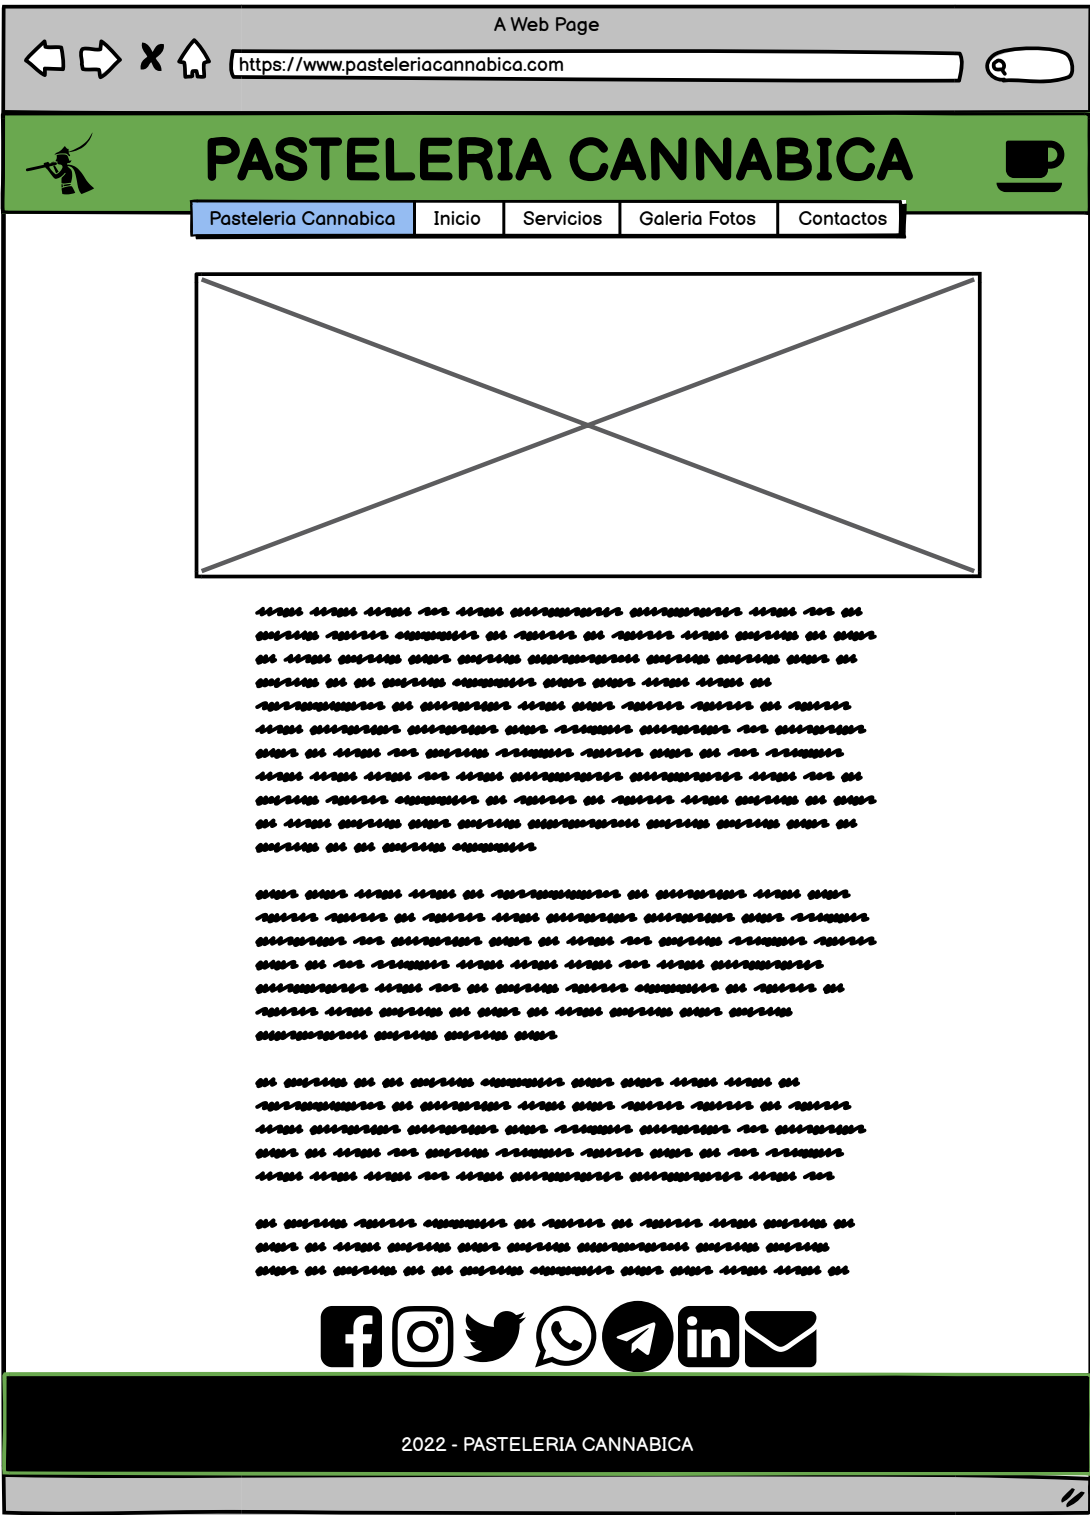 A Web Page
https://www.pasteleriacannabica.com
PASTELERIA CANNABICA
Pasteleria Cannabica Inicio Servicios Galeria Fotos Contactos
2022 - PASTELERIA CANNABICA